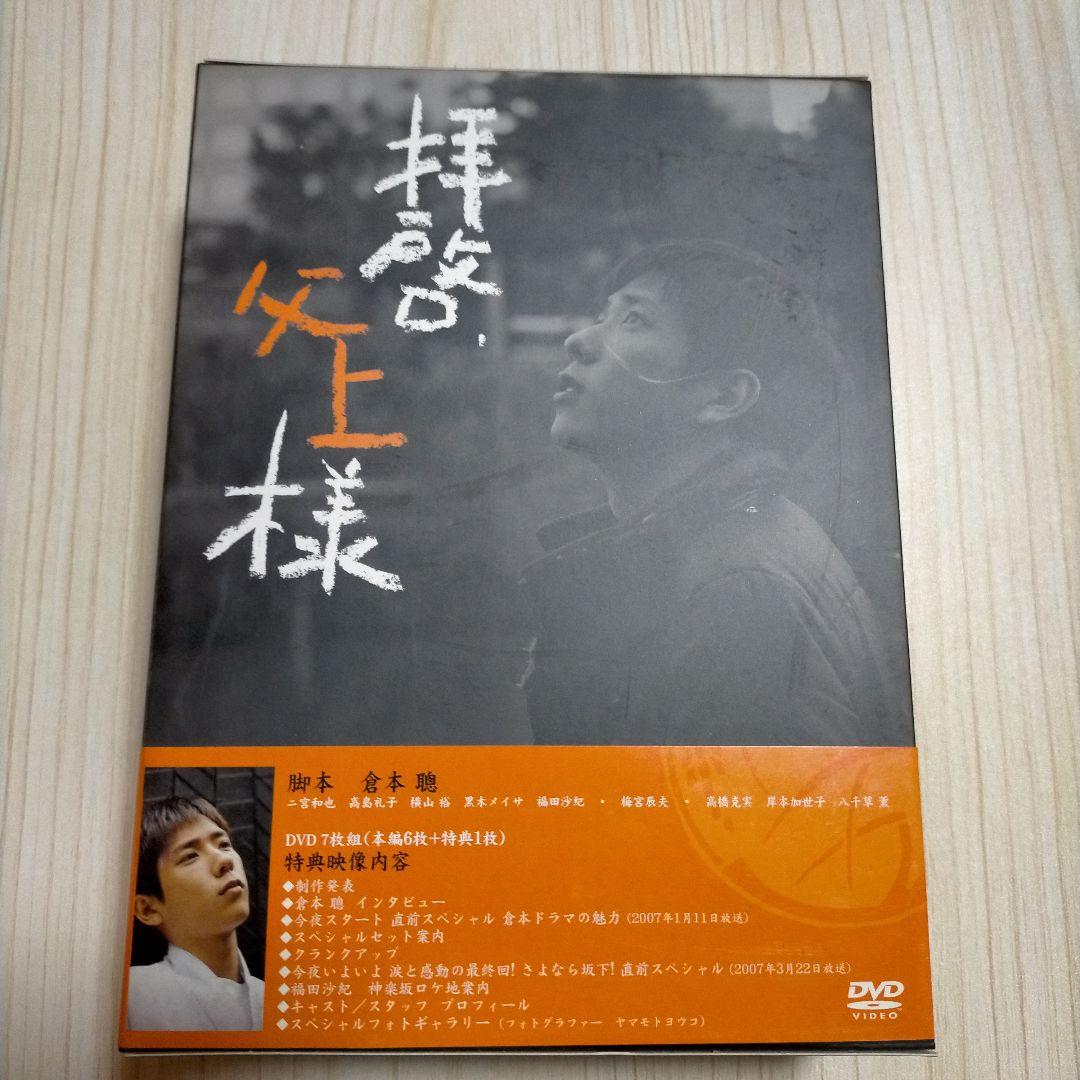 拝啓、
父上
様
脚本 倉本 聰
二宮和也 高島礼子 横山 裕 黒木メイサ 福田沙紀 ・ 梅宮辰夫 ・ 高橋克実 岸本加世子 八千草 薫
DVD 7枚組(本編6枚+特典1枚)
特典映像内容
◆制作発表
◆倉本 聰 インタビュー
◆今夜スタート 直前スペシャル 倉本ドラマの魅力 (2007年1月11日放送)
◆スペシャルセット案内
◆クランクアップ
◆今夜いよいよ 涙と感動の最終回! さよなら坂下! 直前スペシャル (2007年3月22日放送)
◆福田沙紀 神楽坂ロケ地案内
◆キャスト/スタッフ プロフィール
◆スペシャルフォトギャラリー (フォトグラファー ヤマモトヨウコ)
DVD
VIDEO